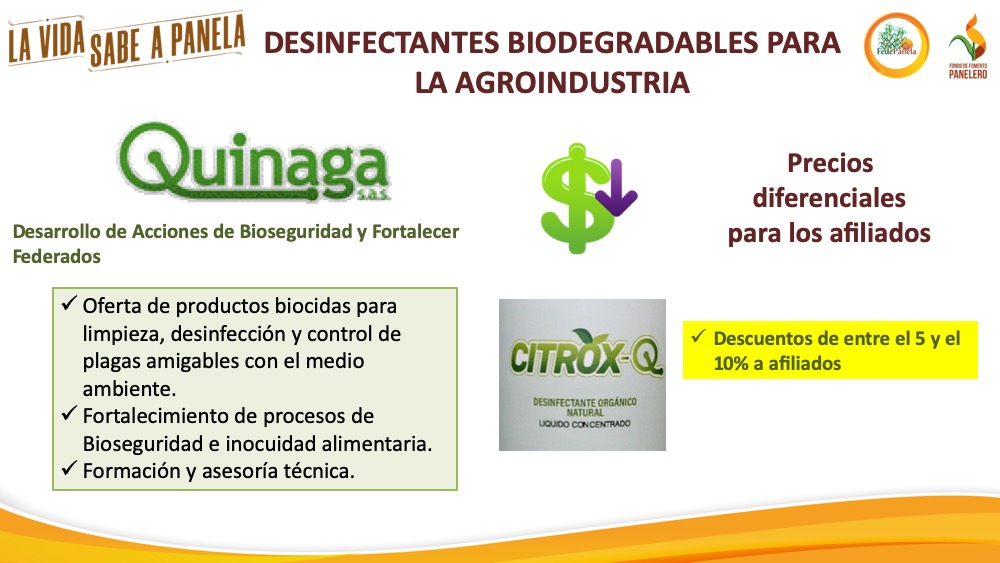 LA VIDA
SABE A PANELA
DESINFECTANTES BIODEGRADABLES PARA
LA AGROINDUSTRIA
FedePanela
FONDO DE FOMENTO
PANELERO
Quinaga
s.a.s.
Desarrollo de Acciones de Bioseguridad y Fortalecer
Federados
$
Precios
diferenciales
para los afiliados
✓ Oferta de productos biocidas para
limpieza, desinfección y control de
plagas amigables con el medio
ambiente.
✓ Fortalecimiento de procesos de
Bioseguridad e inocuidad alimentaria.
✓ Formación y asesoría técnica.
CITROX-Q
DESINFECTANTE ORGÁNICO
NATURAL
LIQUIDO CONCENTRADO
✓ Descuentos de entre el 5 y el
10% a afiliados